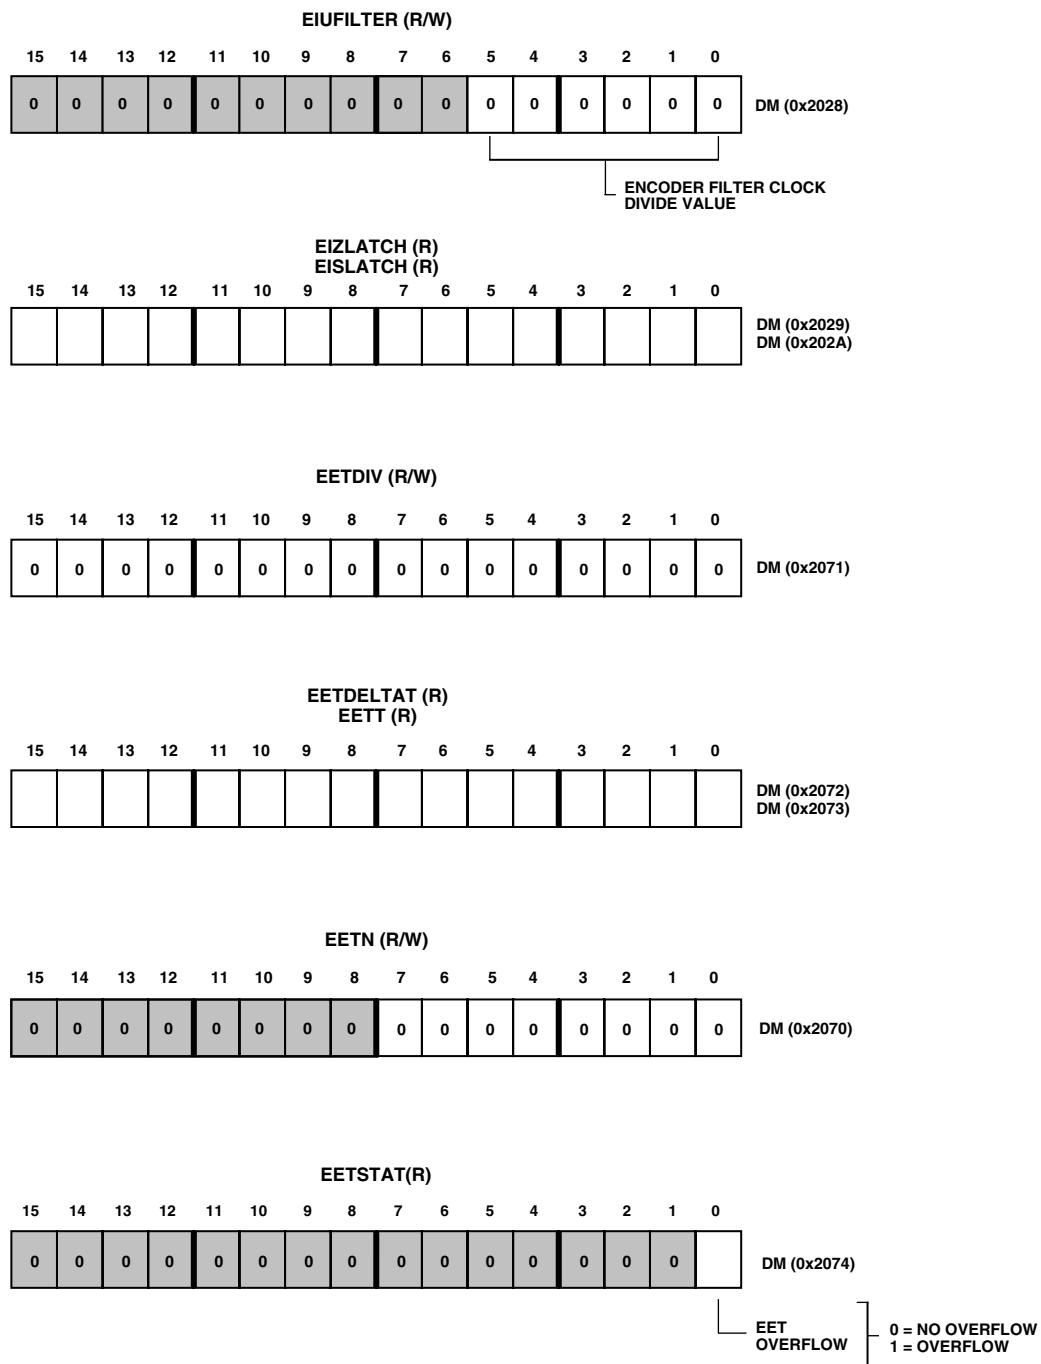 EIUFILTER (R/W)
15 14 13 12 11 10 9 8 7 6 5 4 3 2 1 0
0 0 0 0 0 0 0 0 0 0 0 0 0 0 0 0 DM (0x2028)
ENCODER FILTER CLOCK
DIVIDE VALUE
EIZLATCH (R)
EISLATCH (R)
15 14 13 12 11 10 9 8 7 6 5 4 3 2 1 0
DM (0x2029)
DM (0x202A)
EETDIV (R/W)
15 14 13 12 11 10 9 8 7 6 5 4 3 2 1 0
0 0 0 0 0 0 0 0 0 0 0 0 0 0 0 0 DM (0x2071)
EETDELTAT (R)
EETT (R)
15 14 13 12 11 10 9 8 7 6 5 4 3 2 1 0
DM (0x2072)
DM (0x2073)
EETN (R/W)
15 14 13 12 11 10 9 8 7 6 5 4 3 2 1 0
0 0 0 0 0 0 0 0 0 0 0 0 0 0 0 0 DM (0x2070)
EETSTAT(R)
15 14 13 12 11 10 9 8 7 6 5 4 3 2 1 0
0 0 0 0 0 0 0 0 0 0 0 0 0 0 0 DM (0x2074)
EET 0 = NO OVERFLOW
OVERFLOW 1 = OVERFLOW